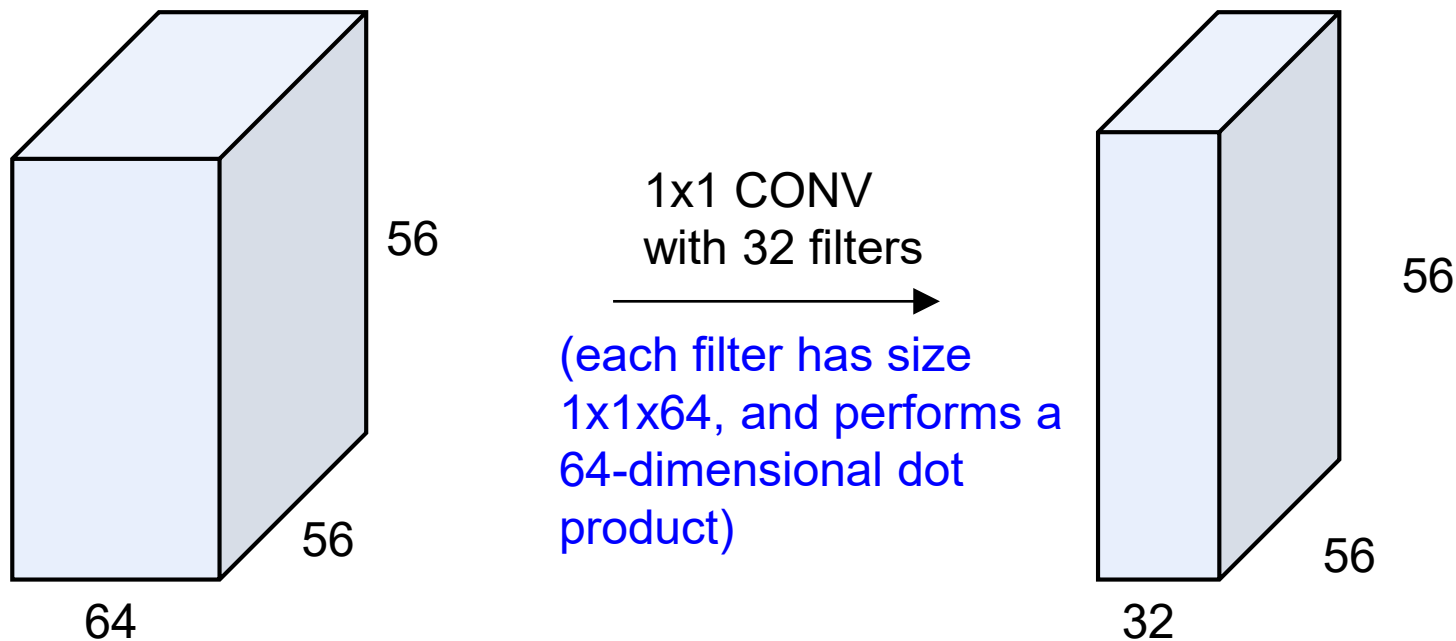 56
56
64
1x1 CONV
with 32 filters
(each filter has size
1x1x64, and performs a
64-dimensional dot
product)
56
56
32